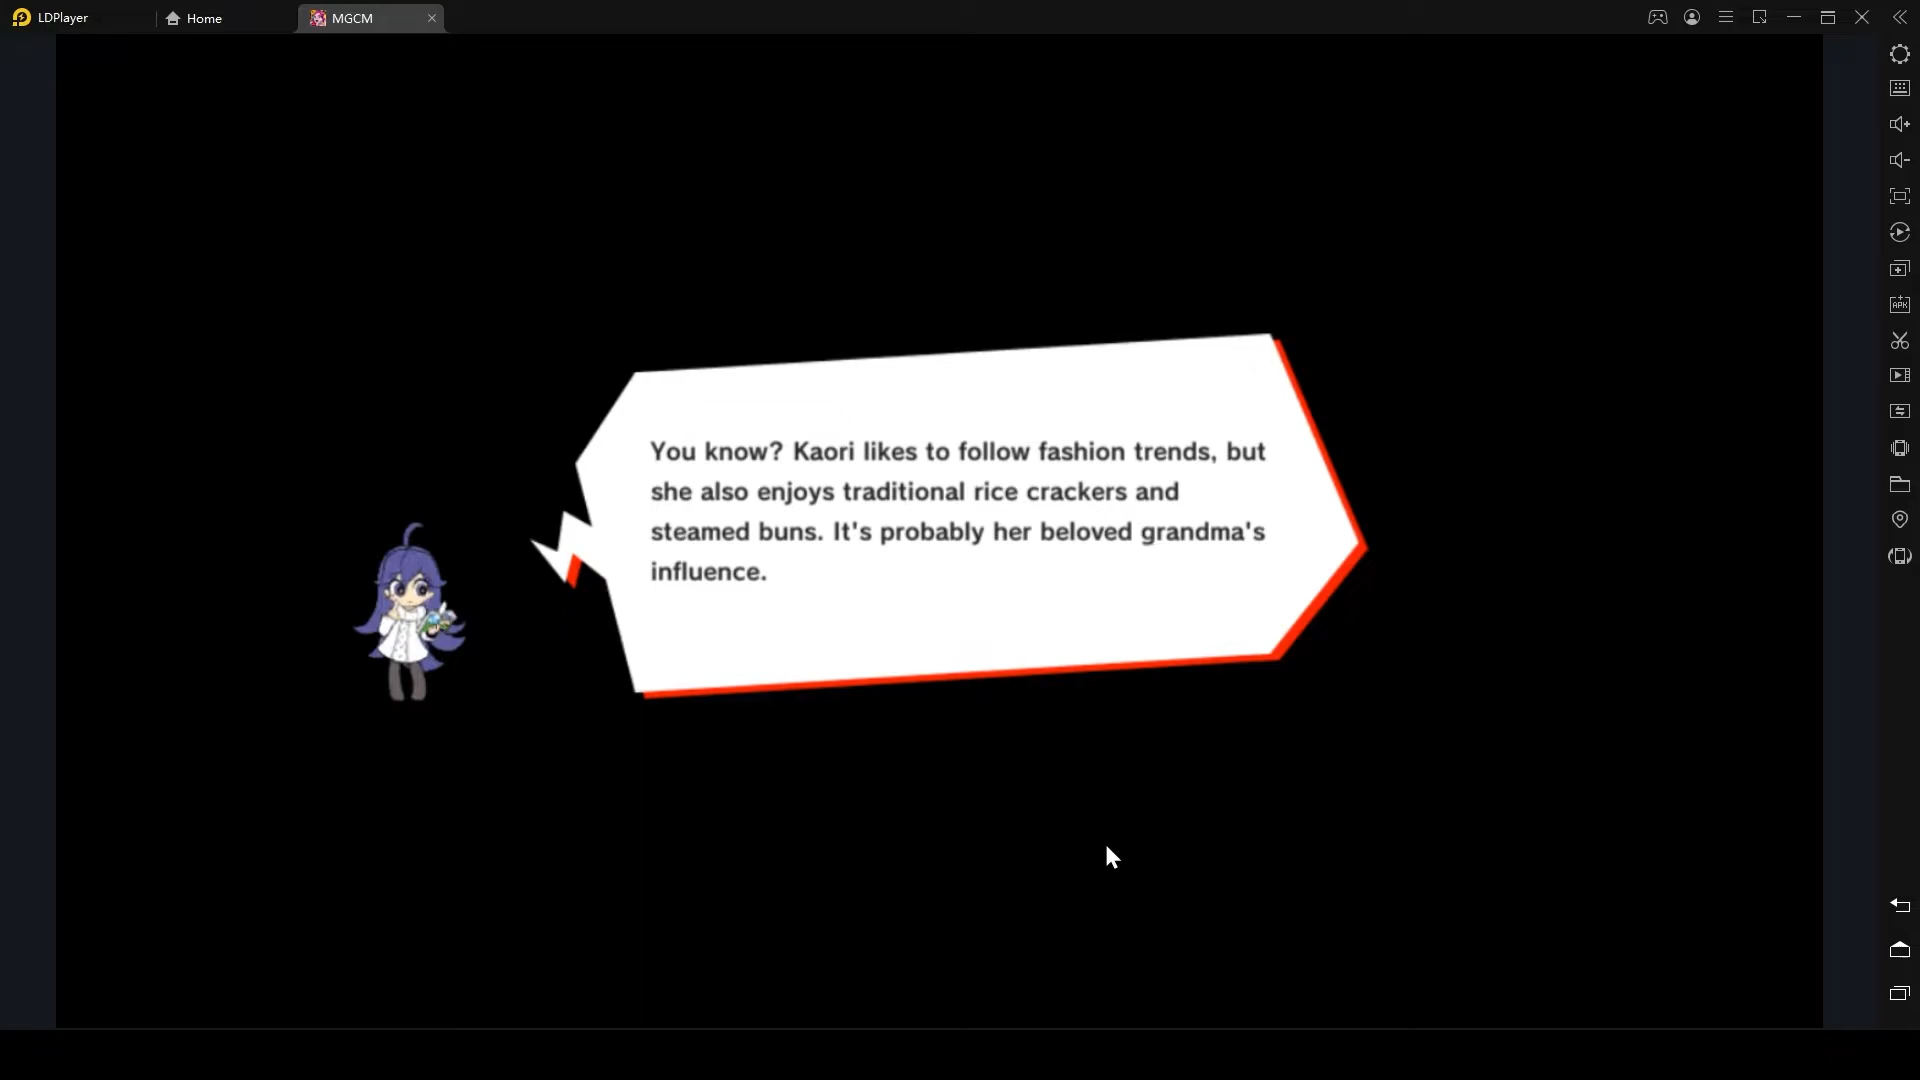 LDPlayer
Home
MGCM
You know? Kaori likes to follow fashion trends, but
she also enjoys traditional rice crackers and
steamed buns. It's probably her beloved grandma's
influence.
APK